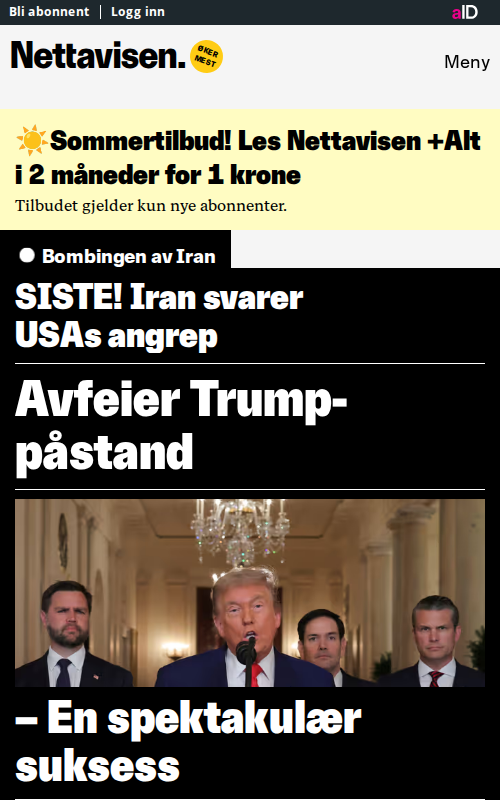 Bli abonnent
Logg inn
aID
Nettavisen.
ØKER
MEST
Meny
Sommertilbud! Les Nettavisen +Alt
i 2 måneder for 1 krone
Tilbudet gjelder kun nye abonnenter.
Bombingen av Iran
SISTE! Iran svarer
USAs angrep
Avfeier Trump-
påstand
– En spektakulær
suksess